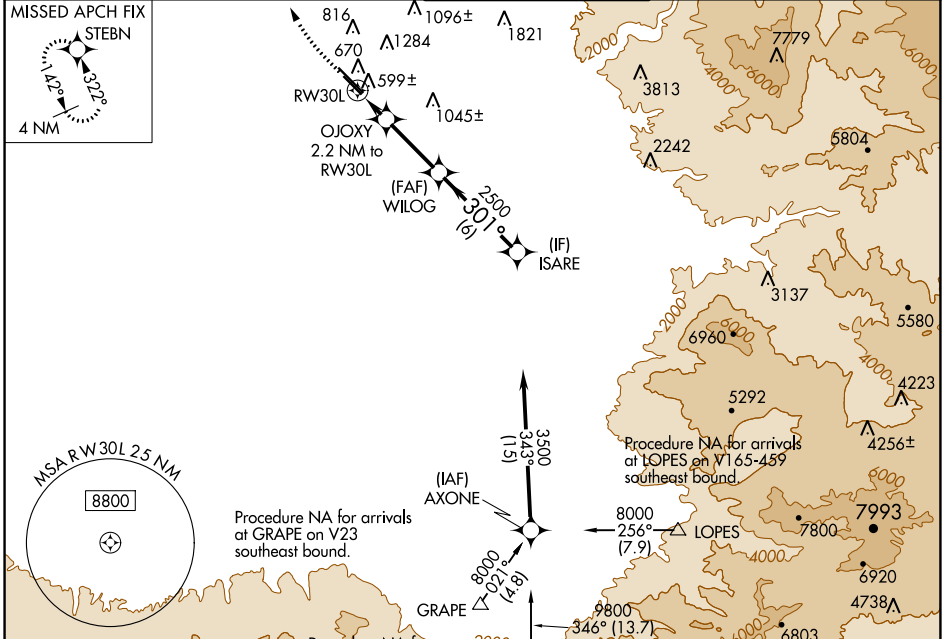 MISSED APCH FIX
STEBN
142°
322°
4 NM
816
1096±
1284
1821
670
599±
RW30L
1045±
OJOXY
2.2 NM to
RW30L
(FAF)
WILOG
2500
301°
(6)
(IF)
ISARE
2000
7779
4000
6000
6000
3813
2242
5804
3137
2000
5580
6960
6000
4000
4223
5292
4256±
Procedure NA for arrivals
at LOPES on V165-459
southeast bound.
3500
343°
(15)
(IAF)
AXONE
MSA RW30L 25 NM
8800
Procedure NA for arrivals
at GRAPE on V23
southeast bound.
8000
256°
(7.9)
LOPES
6000
7993
7800
4000
6920
8000
021°
(4.8)
GRAPE
9800
346° (13.7)
4738
6000
6803